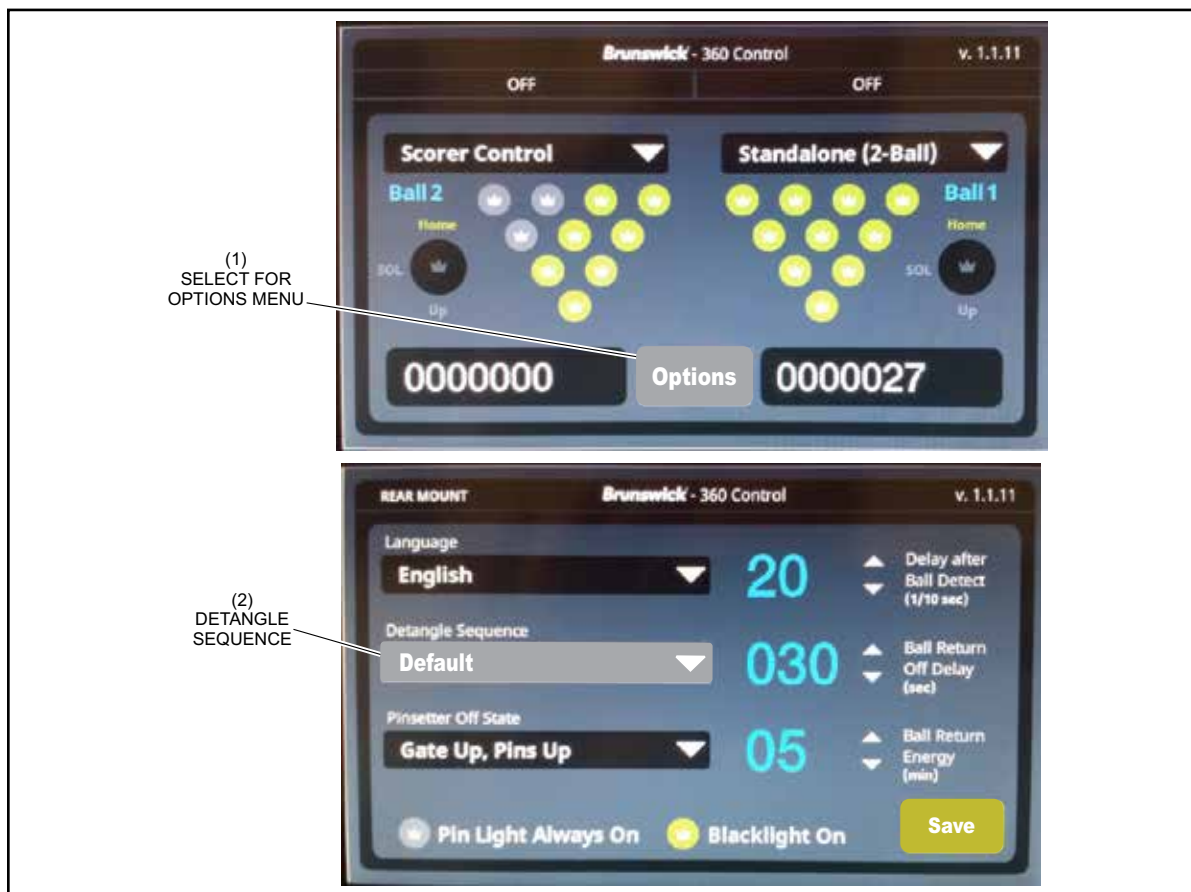 Brunswick - 360 Control v. 1.1.11
OFF OFF
Scorer Control Standalone (2-Ball)
Ball 2 Ball 1
Home Home
SOL SOL
Up Up
(1)
SELECT FOR
OPTIONS MENU
0000000 Options 0000027
REAR MOUNT Brunswick - 360 Control v. 1.1.11
Language
English
20
Delay after
Ball Detect
(1/10 sec)
(2)
DETANGLE
SEQUENCE
Detangle Sequence
Default
030
Ball Return
Off Delay
(sec)
Pinsetter Off State
Gate Up, Pins Up
05
Ball Return
Energy
(min)
Pin Light Always On Blacklight On
Save